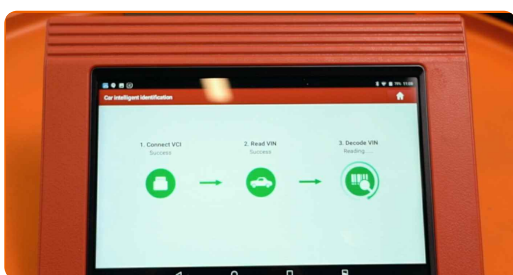 Car intelligent identification
1. Connect VCI
Success
2. Read VIN
Success
3. Decode VIN
Reading......